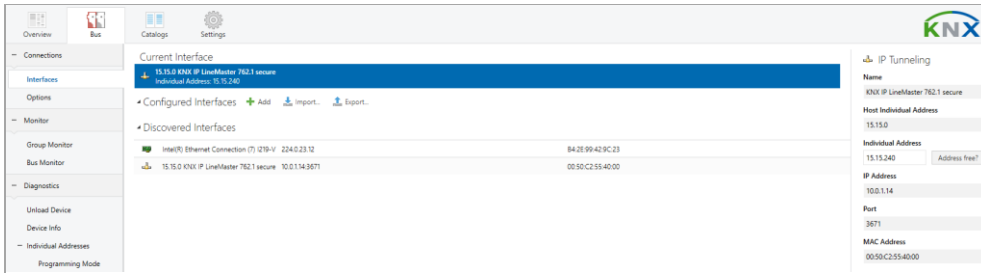 Overview
Bus
Catalogs
Settings
KNX
Connections
Interfaces
Options
Monitor
Group Monitor
Bus Monitor
Diagnostics
Unload Device
Device Info
Individual Addresses
Programming Mode
Current Interface
15.15.0 KNX IP LineMaster 762.1 secure
Individual Address: 15.15.240
Configured Interfaces Add Import... Export...
Discovered Interfaces
Intel(R) Ethernet Connection (7) I219-V 224.0.23.12 84:2E:99:42:9C:23
15.15.0 KNX IP LineMaster 762.1 secure 10.0.1.14:3671 00:50:C2:55:40:00
IP Tunneling
Name
KNX IP LineMaster 762.1 secure
Host Individual Address
15.15.0
Individual Address
15.15.240 Address free?
IP Address
10.0.1.14
Port
3671
MAC Address
00:50:C2:55:40:00